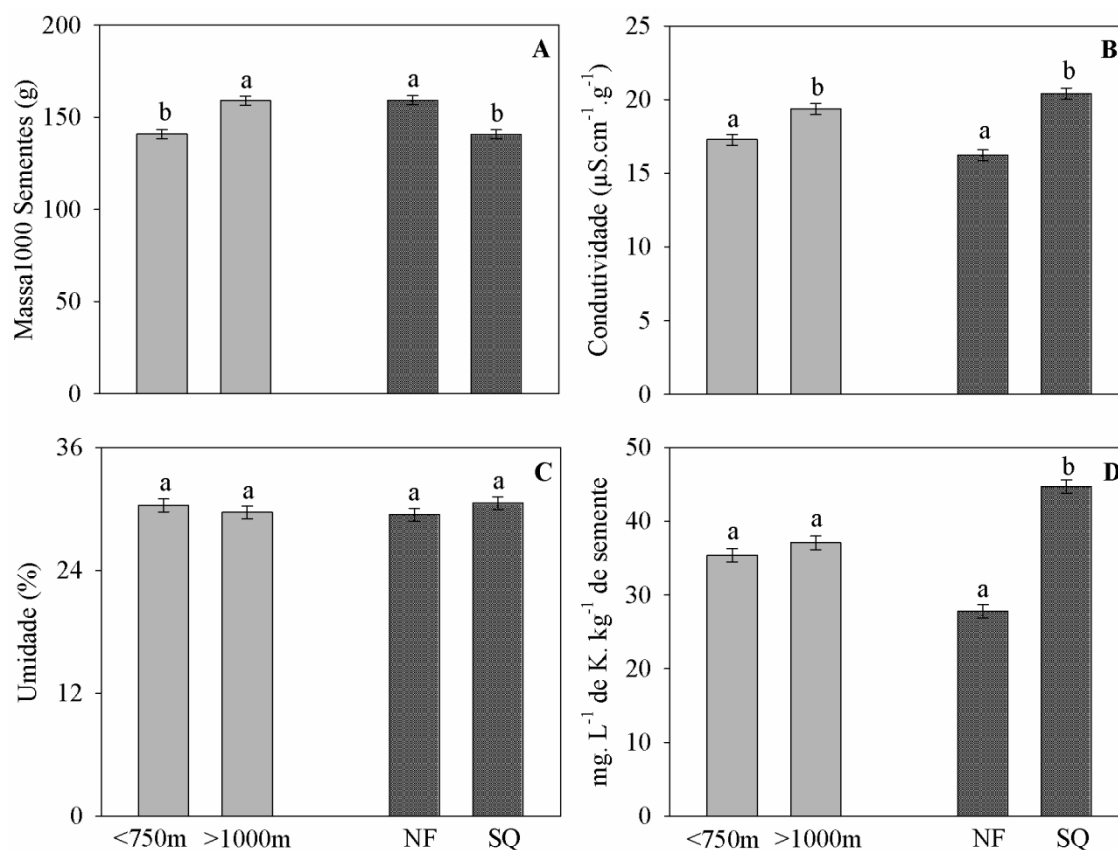 A
Massa1000 Sementes (g)
200
150
100
50
0
b
a
a
b
B
Condutividade (µS.cm⁻¹.g⁻¹)
25
20
15
10
5
0
a
b
a
b
C
Umidade (%)
36
24
12
0
a
a
a
a
<750m >1000m NF SQ
D
mg. L⁻¹ de K. kg⁻¹ de semente
50
40
30
20
10
0
a
a
a
b
<750m >1000m NF SQ